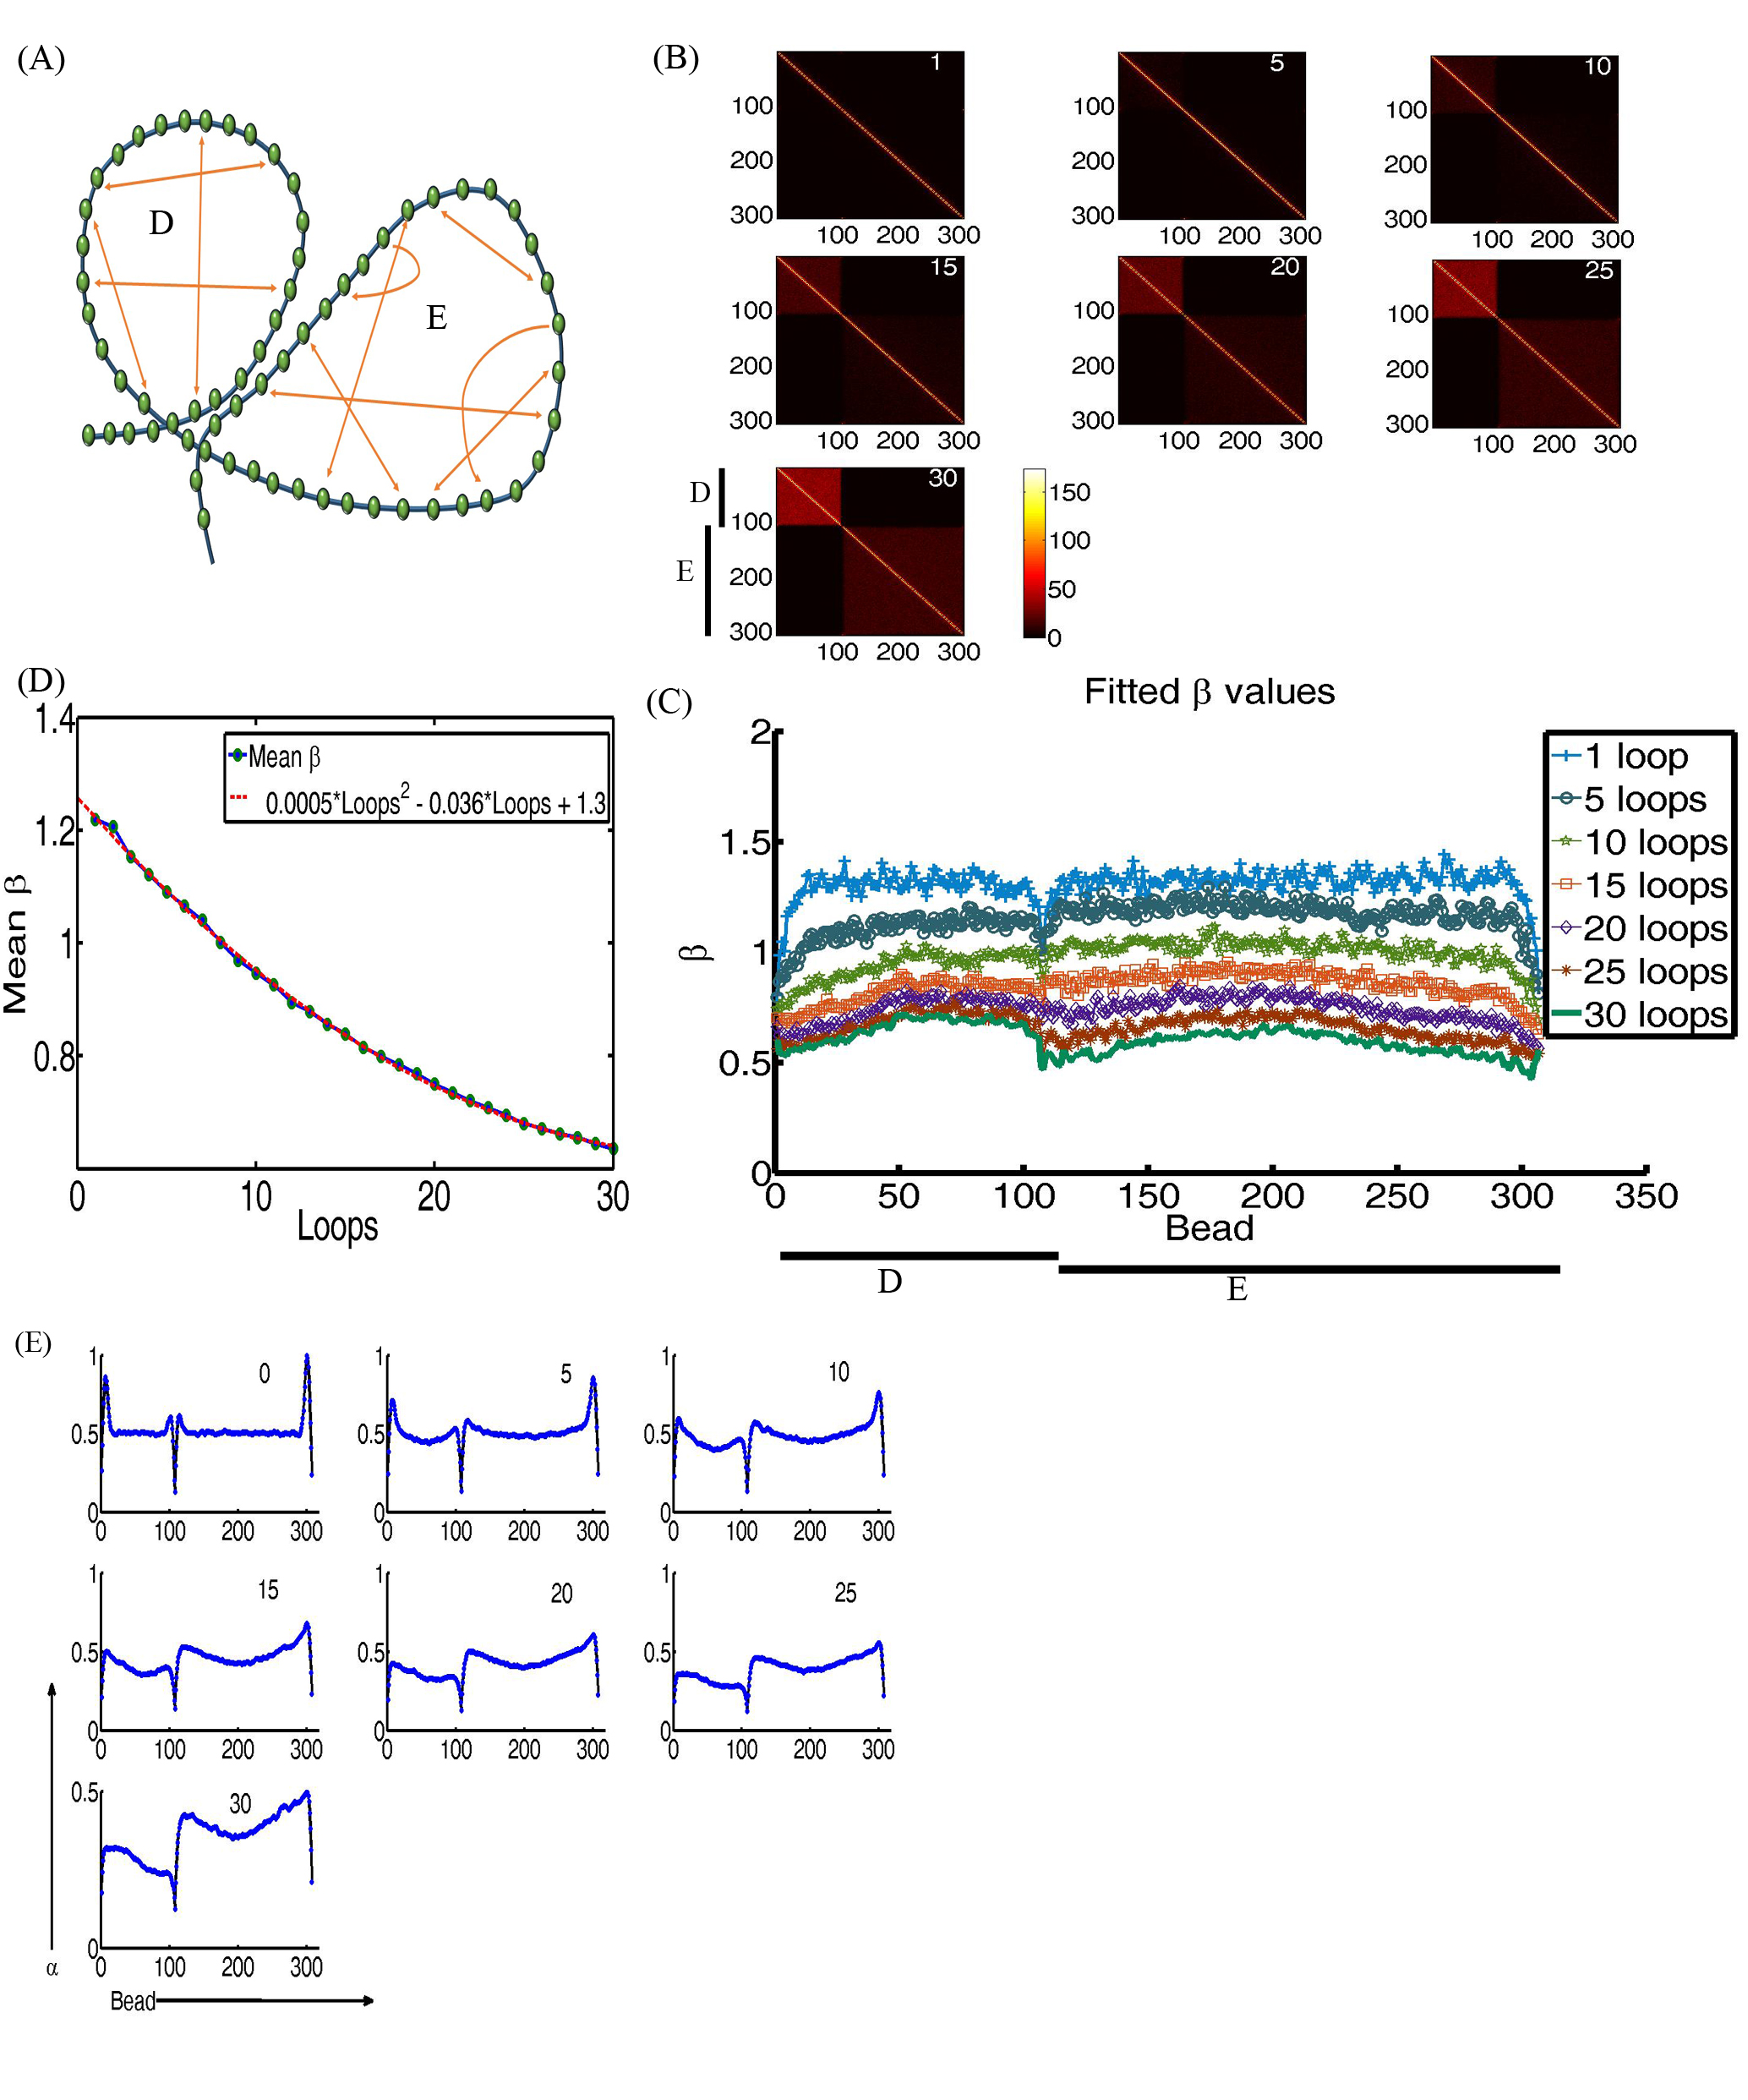 (A)
D
E
(B)
1
100
200
300
100 200 300
5
100
200
300
100 200 300
10
100
200
300
100 200 300
15
100
200
300
100 200 300
20
100
200
300
100 200 300
25
100
200
300
100 200 300
30
D
E
100
200
300
100 200 300
150
100
50
0
(D)
1.4
1.2
1
0.8
Mean β
Mean β
0.0005*Loops² - 0.036*Loops + 1.3
0 10 20 30
Loops
(C)
Fitted β values
2
1.5
1
0.5
0
β
1 loop
5 loops
10 loops
15 loops
20 loops
25 loops
30 loops
0 50 100 150 200 250 300 350
Bead
D
E
(E)
1
0.5
0
0
0 100 200 300
1
0.5
0
5
0 100 200 300
1
0.5
0
10
0 100 200 300
1
0.5
0
15
0 100 200 300
1
0.5
0
20
0 100 200 300
1
0.5
0
25
0 100 200 300
0.5
0
30
0 100 200 300
α
Bead